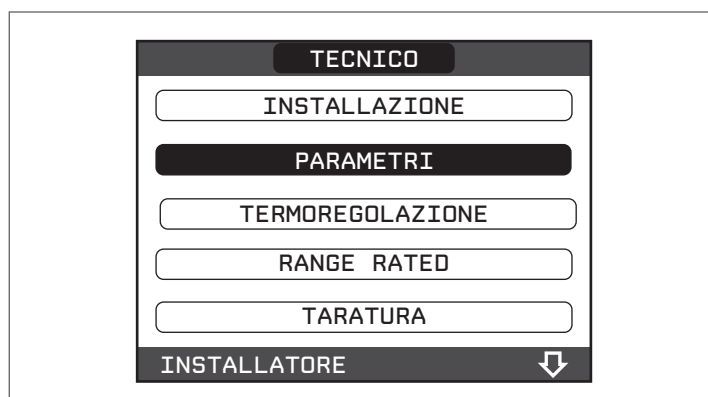 TECNICO
INSTALLAZIONE
PARAMETRI
TERMOREGOLAZIONE
RANGE RATED
TARATURA
INSTALLATORE